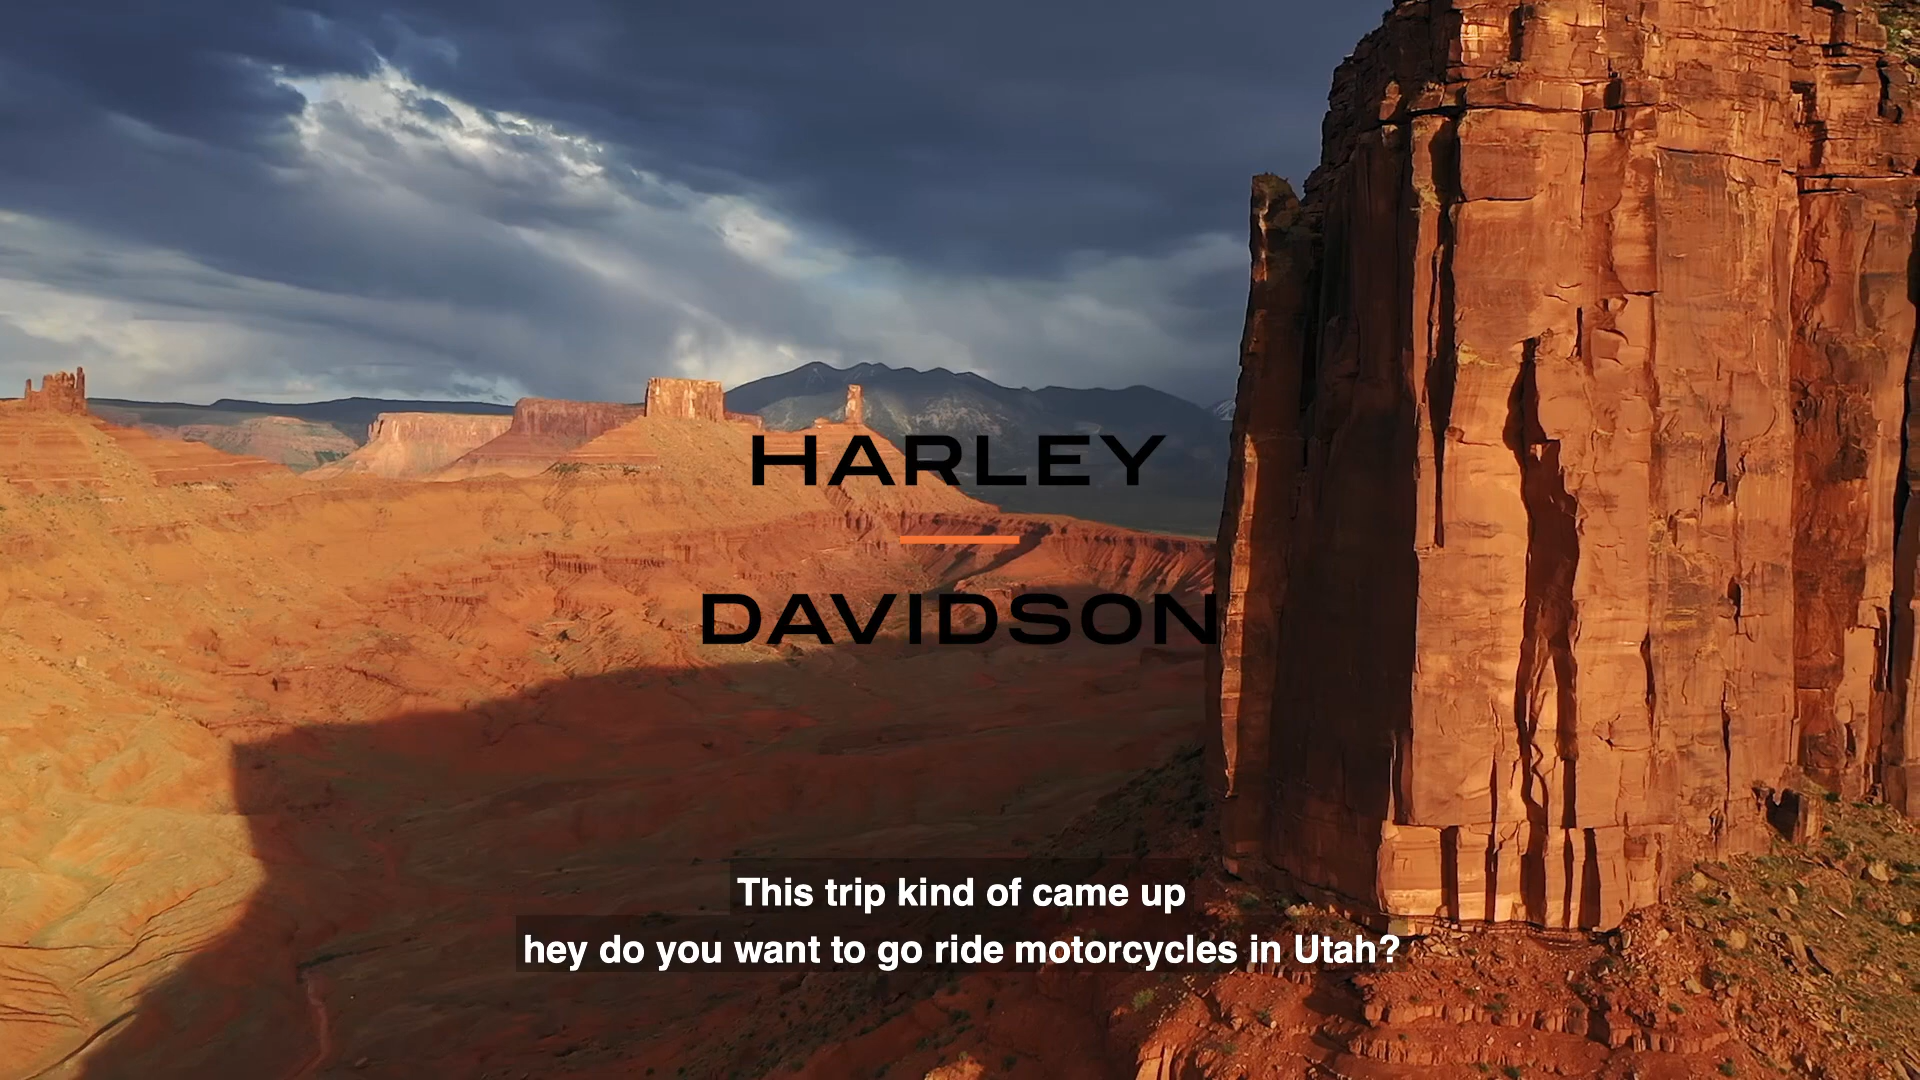 HARLEY
DAVIDSON
This trip kind of came up
hey do you want to go ride motorcycles in Utah?